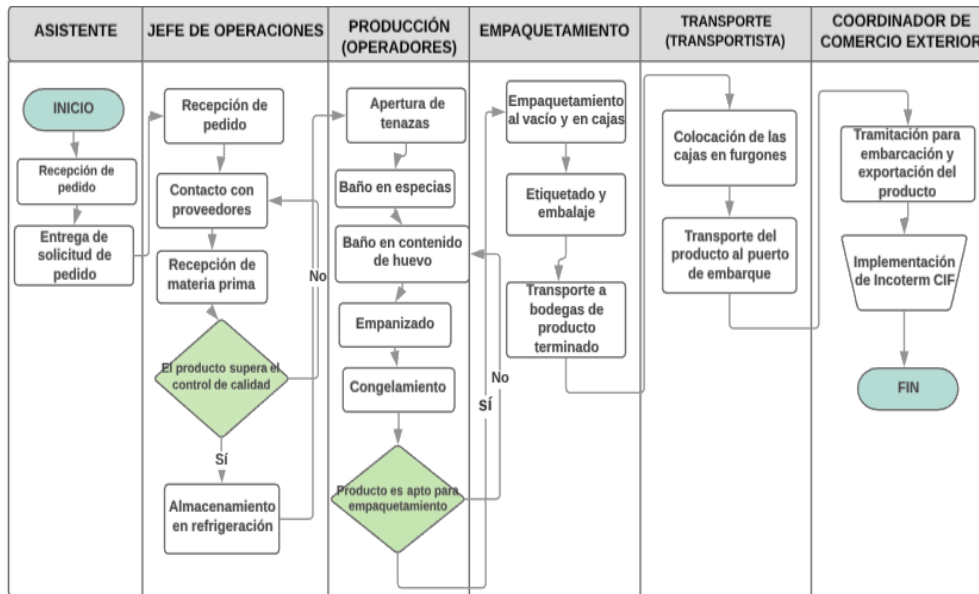 ASISTENTE
JEFE DE OPERACIONES
PRODUCCIÓN
(OPERADORES)
EMPAQUETAMIENTO
TRANSPORTE
(TRANSPORTISTA)
COORDINADOR DE
COMERCIO EXTERIOR
INICIO
Recepción de
pedido
Entrega de
solicitud de
pedido
Recepción de
pedido
Contacto con
proveedores
Recepción de
materia prima
El producto supera el
control de calidad
No
Sí
Almacenamiento
en refrigeración
Apertura de
tenazas
Baño en especias
Baño en contenido
de huevo
Empanizado
Congelamiento
Producto es apto para
empaquetamiento
No
SÍ
Empaquetamiento
al vacío y en cajas
Etiquetado y
embalaje
Transporte a
bodegas de
producto
terminado
Colocación de las
cajas en furgones
Transporte del
producto al puerto
de embarque
Tramitación para
embarcación y
exportación del
producto
Implementación
de Incoterm CIF
FIN